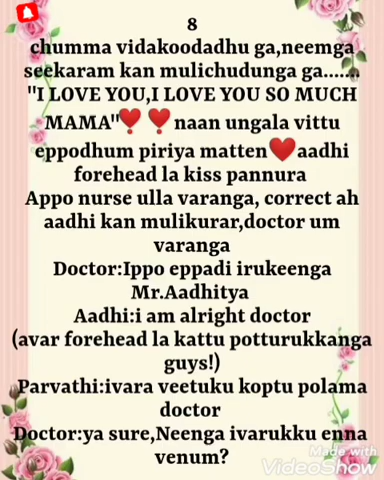 8
chumma vidakoodadhu ga,neemga
seekaram kan mulichudunga ga.......
"I LOVE YOU,I LOVE YOU SO MUCH
MAMA"❣️❣️naan ungala vittu
eppodhum piriya matten❤️aadhi
forehead la kiss pannura
Appo nurse ulla varanga, correct ah
aadhi kan mulikurar,doctor um
varanga
Doctor:Ippo eppadi irukeenga
Mr.Aadhitya
Aadhi:i am alright doctor
(avar forehead la kattu potturukkanga
guys!)
Parvathi:ivara veetuku koptu polama
doctor
Doctor:ya sure,Neenga ivarukku enna
venum?
Made with
VideoShow